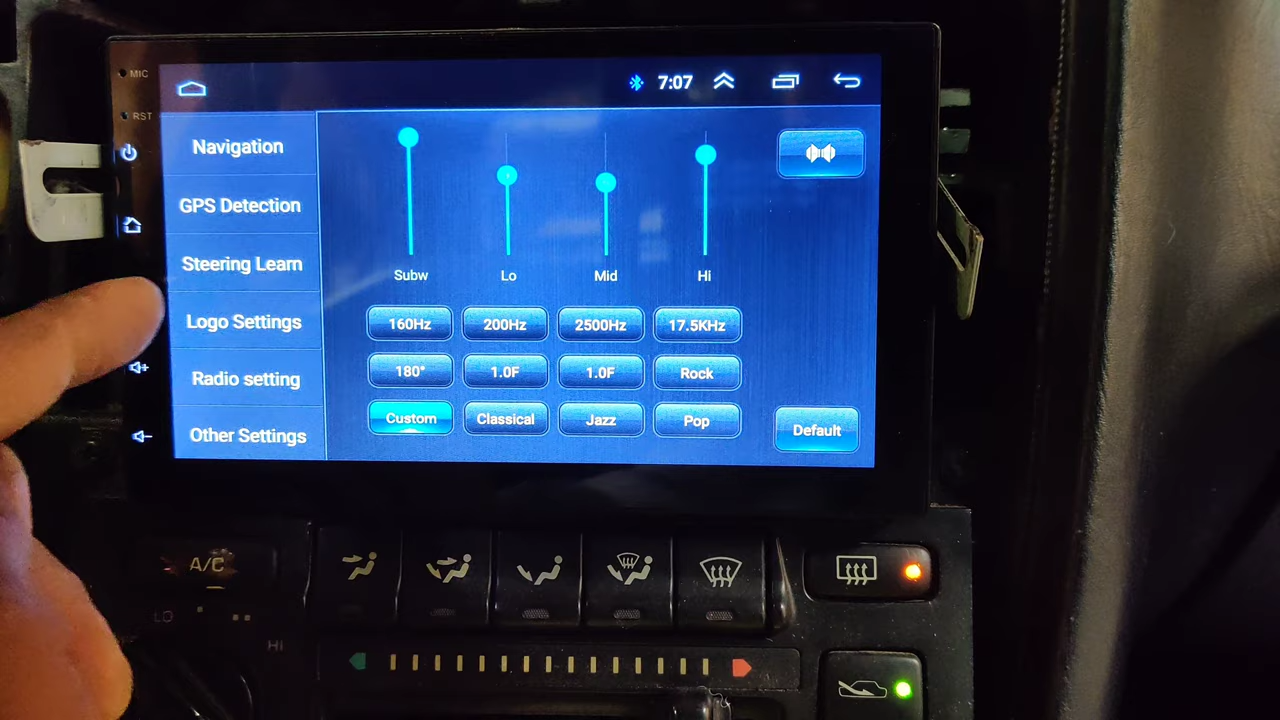 MIC
7:07
RST
Navigation
GPS Detection
Steering Learn
Logo Settings
Radio setting
Other Settings
Subw
Lo
Mid
Hi
160Hz
200Hz
2500Hz
17.5KHz
180°
1.0F
1.0F
Rock
Custom
Classical
Jazz
Pop
Default
A/C
LO
HI